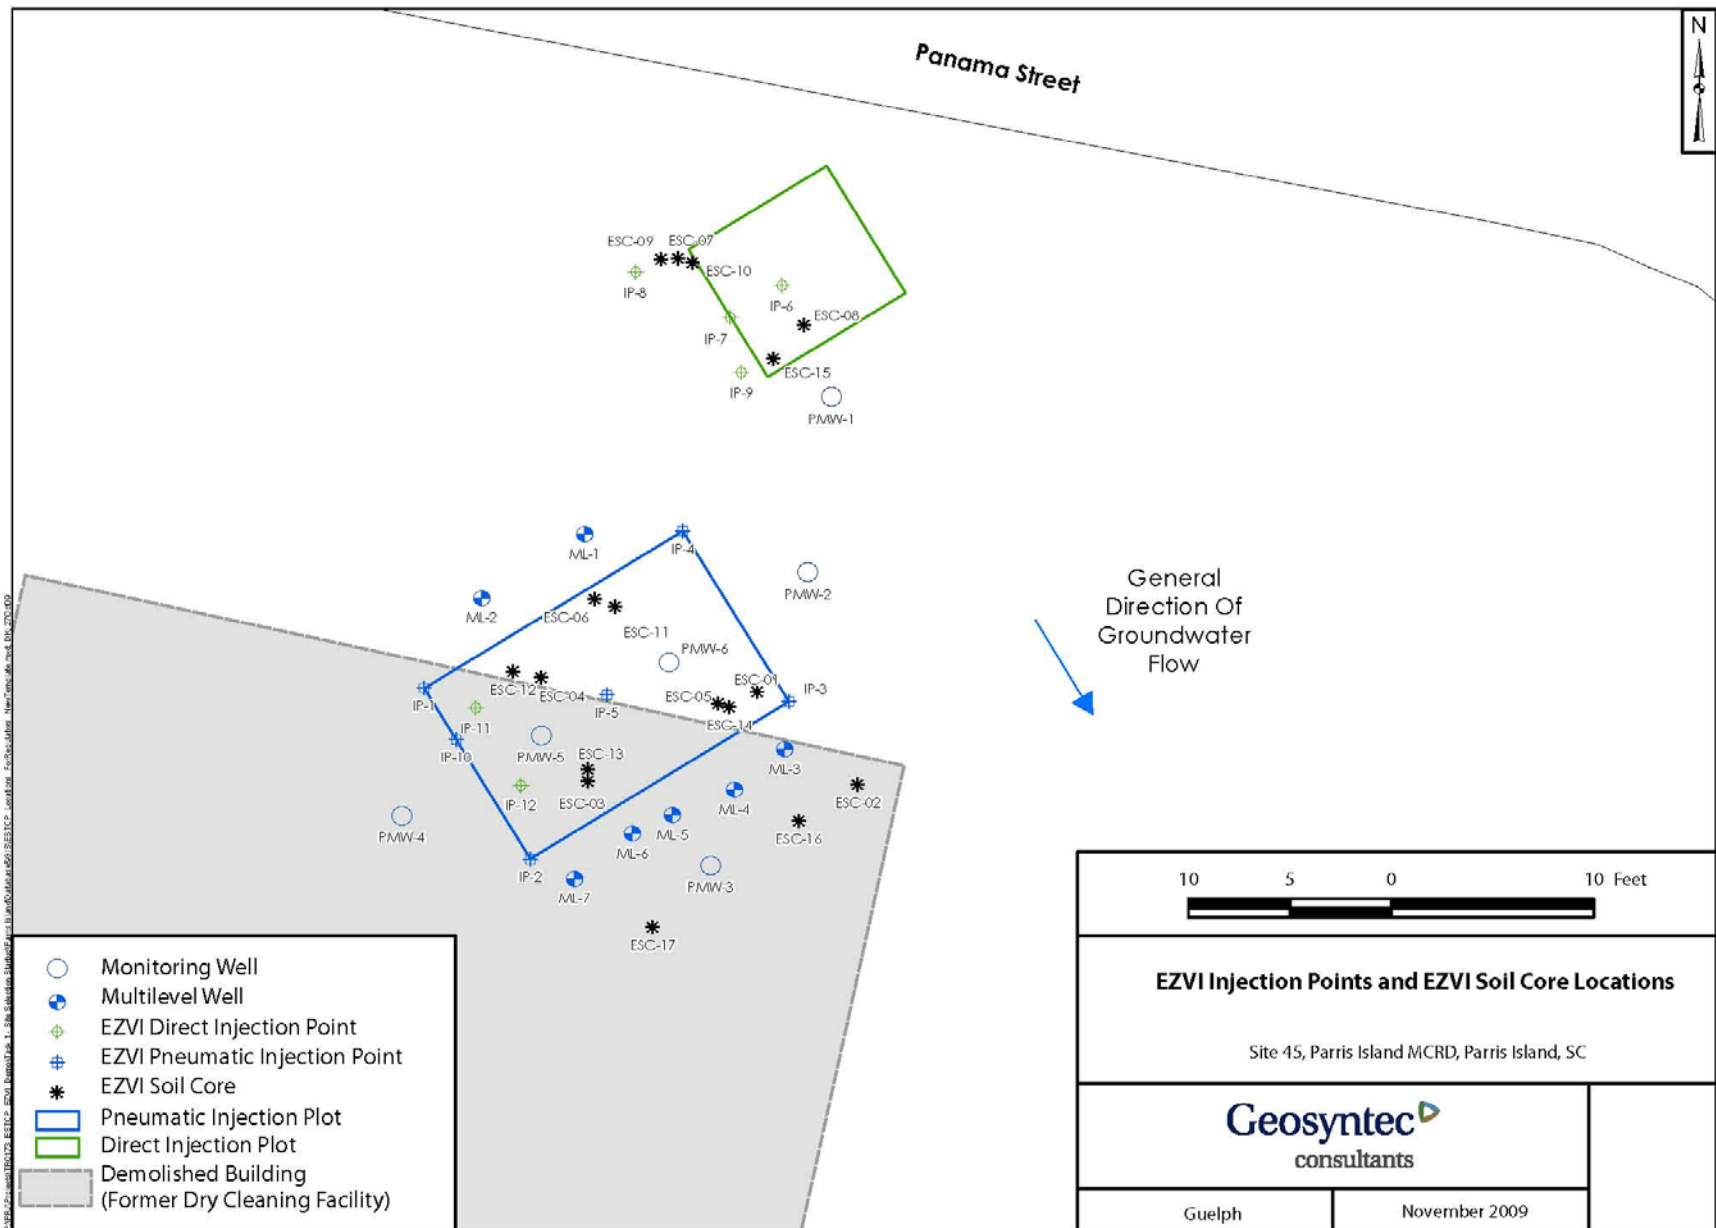 Panama Street
N
ESC-09
ESC-07
ESC-10
IP-8
IP-6
ESC-08
IP-7
ESC-15
IP-9
PMW-1
ML-1
IP-4
PMW-2
ML-2
ESC-06
ESC-11
PMW-6
ESC-12
ESC-04
ESC-05
ESC-01
IP-3
IP-1
IP-11
IP-5
ESC-14
IP-10
PMW-5
ESC-13
ML-3
IP-12
ESC-03
ML-4
ESC-02
PMW-4
ML-5
ESC-16
ML-6
IP-2
ML-7
PMW-3
ESC-17
General
Direction Of
Groundwater
Flow
Monitoring Well
Multilevel Well
EZVI Direct Injection Point
EZVI Pneumatic Injection Point
EZVI Soil Core
Pneumatic Injection Plot
Direct Injection Plot
Demolished Building
(Former Dry Cleaning Facility)
10 5 0 10 Feet
EZVI Injection Points and EZVI Soil Core Locations
Site 45, Parris Island MCRD, Parris Island, SC
Geosyntec
consultants
Guelph
November 2009